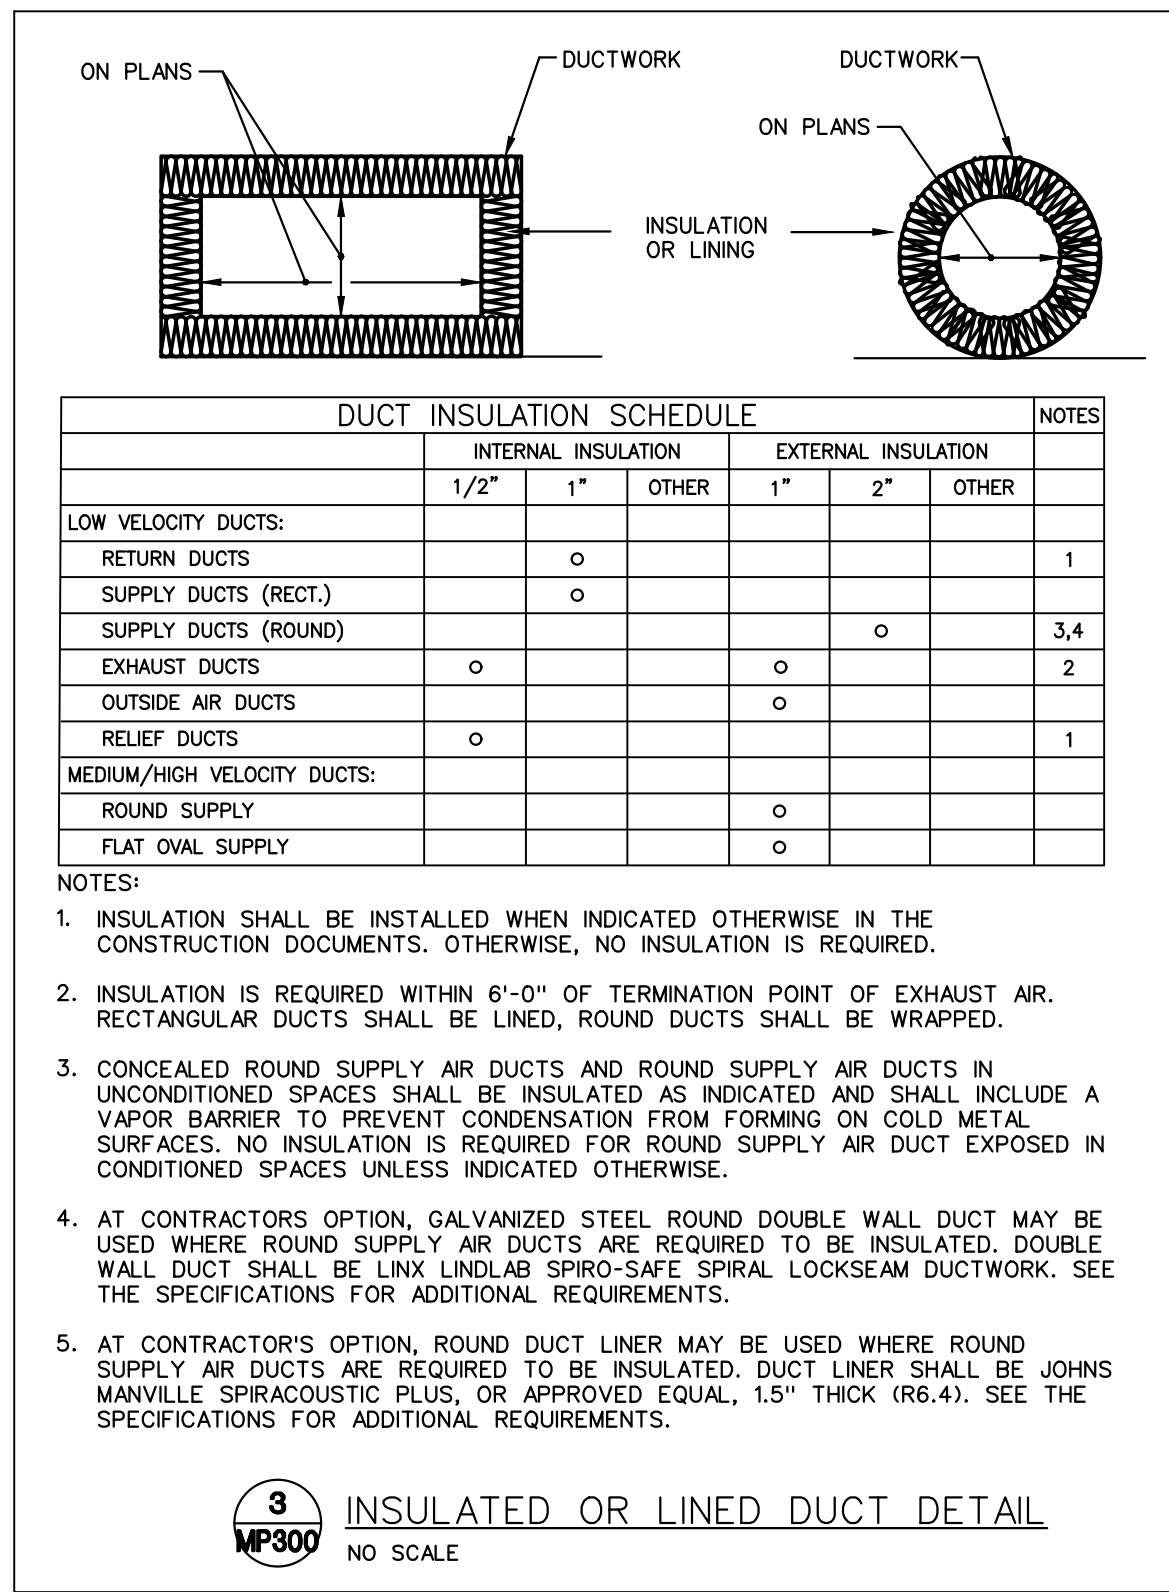 ON PLANS
DUCTWORK
DUCTWORK
ON PLANS
INSULATION
OR LINING
DUCT INSULATION SCHEDULE NOTES
INTERNAL INSULATION EXTERNAL INSULATION
1/2" 1" OTHER 1" 2" OTHER
LOW VELOCITY DUCTS:
RETURN DUCTS 1
SUPPLY DUCTS (RECT.)
SUPPLY DUCTS (ROUND) 3,4
EXHAUST DUCTS 2
OUTSIDE AIR DUCTS
RELIEF DUCTS 1
MEDIUM/HIGH VELOCITY DUCTS:
ROUND SUPPLY
FLAT OVAL SUPPLY
NOTES:
1. INSULATION SHALL BE INSTALLED WHEN INDICATED OTHERWISE IN THE
CONSTRUCTION DOCUMENTS. OTHERWISE, NO INSULATION IS REQUIRED.
2. INSULATION IS REQUIRED WITHIN 6'-0" OF TERMINATION POINT OF EXHAUST AIR.
RECTANGULAR DUCTS SHALL BE LINED, ROUND DUCTS SHALL BE WRAPPED.
3. CONCEALED ROUND SUPPLY AIR DUCTS AND ROUND SUPPLY AIR DUCTS IN
UNCONDITIONED SPACES SHALL BE INSULATED AS INDICATED AND SHALL INCLUDE A
VAPOR BARRIER TO PREVENT CONDENSATION FROM FORMING ON COLD METAL
SURFACES. NO INSULATION IS REQUIRED FOR ROUND SUPPLY AIR DUCT EXPOSED IN
CONDITIONED SPACES UNLESS INDICATED OTHERWISE.
4. AT CONTRACTORS OPTION, GALVANIZED STEEL ROUND DOUBLE WALL DUCT MAY BE
USED WHERE ROUND SUPPLY AIR DUCTS ARE REQUIRED TO BE INSULATED. DOUBLE
WALL DUCT SHALL BE LINX LINDLAB SPIRO-SAFE SPIRAL LOCKSEAM DUCTWORK. SEE
THE SPECIFICATIONS FOR ADDITIONAL REQUIREMENTS.
5. AT CONTRACTOR'S OPTION, ROUND DUCT LINER MAY BE USED WHERE ROUND
SUPPLY AIR DUCTS ARE REQUIRED TO BE INSULATED. DUCT LINER SHALL BE JOHNS
MANVILLE SPIRACOUSTIC PLUS, OR APPROVED EQUAL, 1.5" THICK (R6.4). SEE THE
SPECIFICATIONS FOR ADDITIONAL REQUIREMENTS.
3
MP300
INSULATED OR LINED DUCT DETAIL
NO SCALE